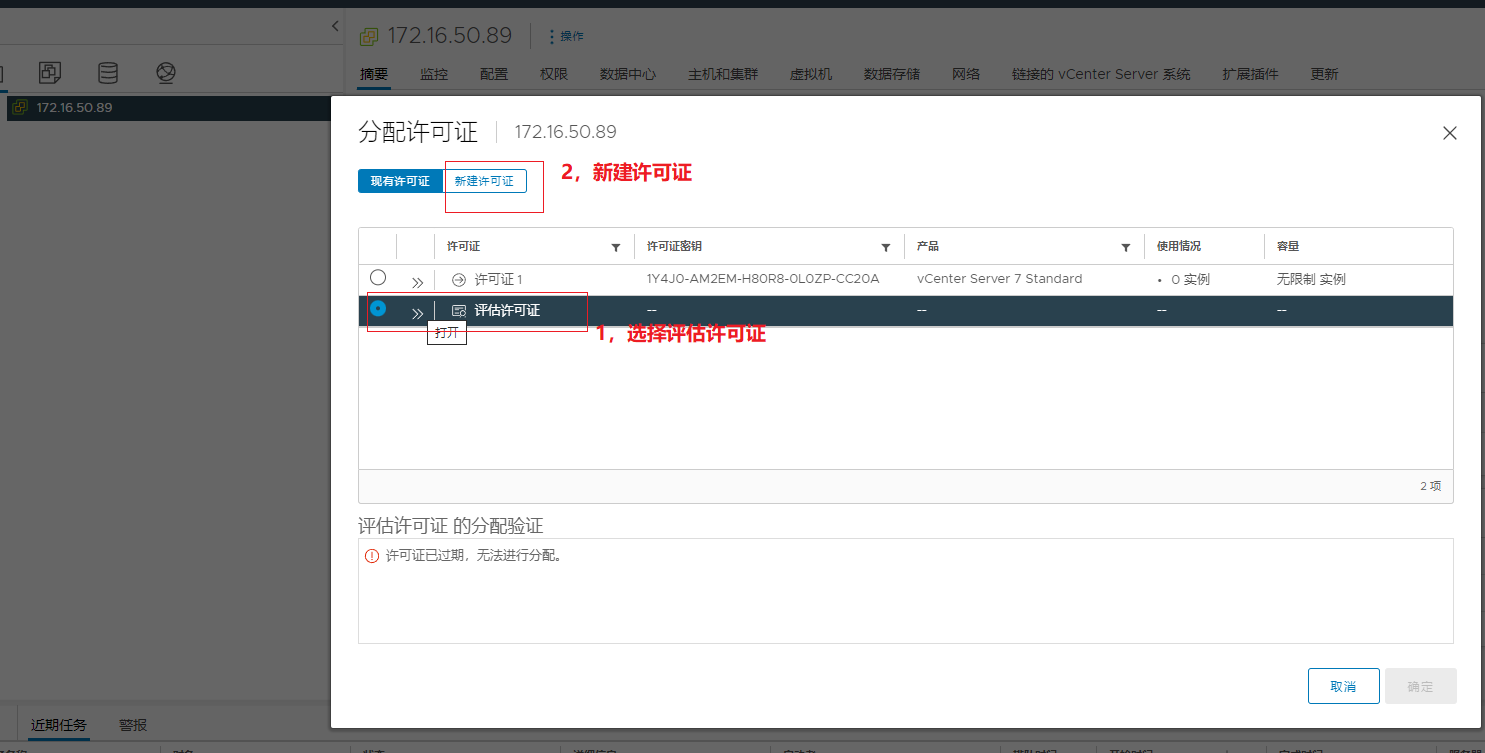 172.16.50.89
操作
摘要 监控 配置 权限 数据中心 主机和集群 虚拟机 数据存储 网络 链接的 vCenter Server 系统 扩展插件 更新
172.16.50.89
分配许可证 172.16.50.89
现有许可证 新建许可证
2，新建许可证
许可证 许可证密钥 产品 使用情况 容量
许可证 1 1Y4J0-AM2EM-H80R8-0L0ZP-CC20A vCenter Server 7 Standard • 0 实例 无限制 实例
评估许可证 -- -- -- --
打开
1，选择评估许可证
2 项
评估许可证 的分配验证
许可证已过期，无法进行分配。
取消 确定
近期任务 警报